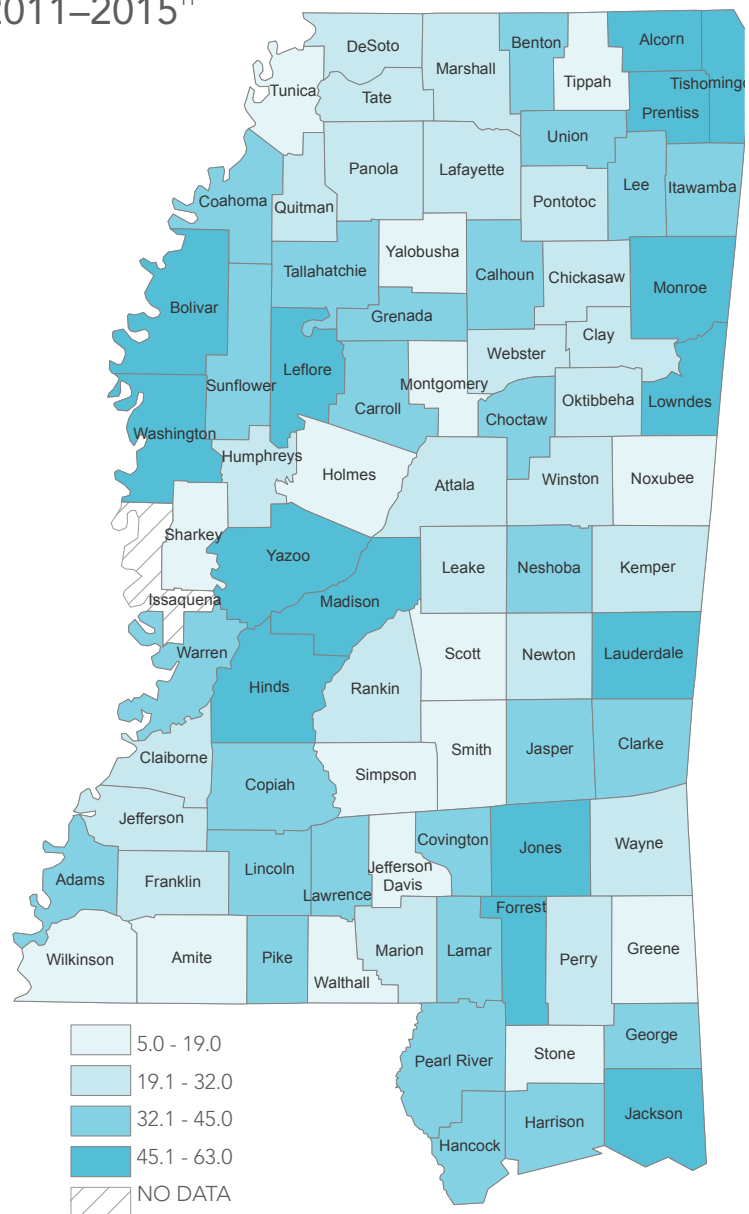 2011–2015"
DeSoto
Benton
Alcorn
Marshall
Tippah
Tishomingo
Tunica
Tate
Prentiss
Union
Panola
Lafayette
Lee
Itawamba
Coahoma
Quitman
Pontotoc
Yalobusha
Tallahatchie
Calhoun
Chickasaw
Monroe
Bolivar
Grenada
Clay
Webster
Leflore
Sunflower
Montgomery
Carroll
Oktibbeha
Lowndes
Choctaw
Washington
Humphreys
Holmes
Attala
Winston
Noxubee
Sharkey
Yazoo
Leake
Neshoba
Kemper
Issaquena
Madison
Warren
Scott
Newton
Lauderdale
Hinds
Rankin
Smith
Jasper
Clarke
Claiborne
Simpson
Copiah
Jefferson
Covington
Jones
Wayne
Jefferson
Davis
Lincoln
Adams
Franklin
Lawrence
Forrest
Wilkinson
Amite
Pike
Marion
Lamar
Perry
Greene
Walthall
George
Pearl River
Stone
Jackson
Harrison
Hancock
5.0 - 19.0
19.1 - 32.0
32.1 - 45.0
45.1 - 63.0
NO DATA